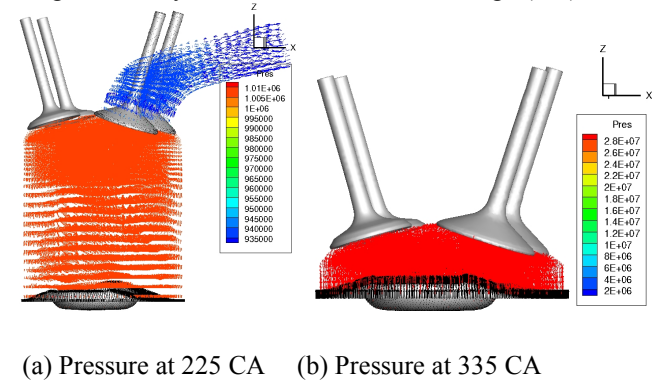 Z
X
Pres
1.01E+06
1.005E+06
1E+06
995000
990000
985000
980000
975000
970000
965000
960000
955000
950000
945000
940000
935000
Z
X
Pres
2.8E+07
2.6E+07
2.4E+07
2.2E+07
2E+07
1.8E+07
1.6E+07
1.4E+07
1.2E+07
1E+07
8E+06
6E+06
4E+06
2E+06
(a) Pressure at 225 CA (b) Pressure at 335 CA